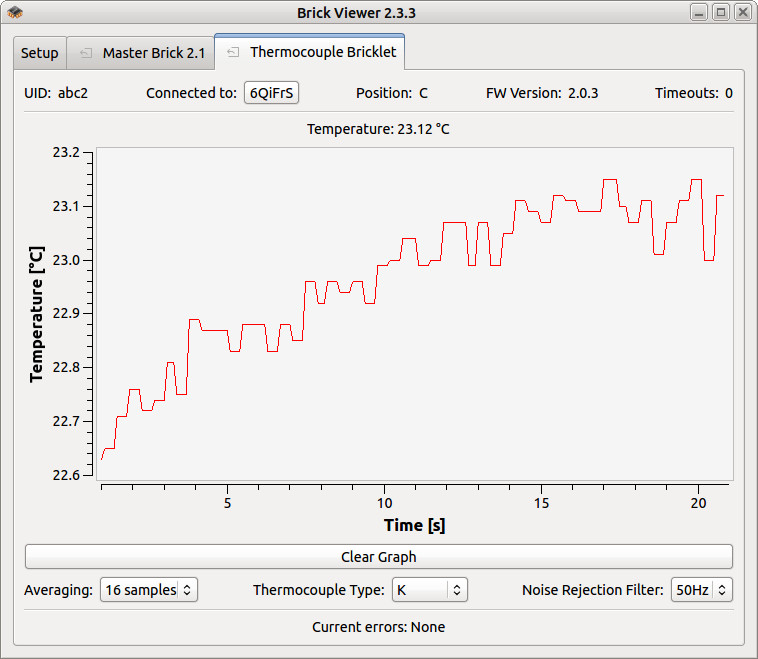 Brick Viewer 2.3.3
Setup Master Brick 2.1 Thermocouple Bricklet
UID: abc2 Connected to: 6QiFrS Position: C FW Version: 2.0.3 Timeouts: 0
Temperature: 23.12 °C
23.2
23.1
23.0
22.9
22.8
22.7
22.6
Temperature [°C]
5 10 15 20
Time [s]
Clear Graph
Averaging: 16 samples Thermocouple Type: K Noise Rejection Filter: 50Hz
Current errors: None